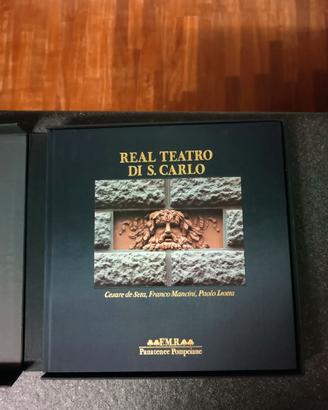 REAL TEATRO
DI S. CARLO
Cesare de Seta, Franco Mancini, Paolo Isotta
F.M.R.
Panatenee Pompeiane